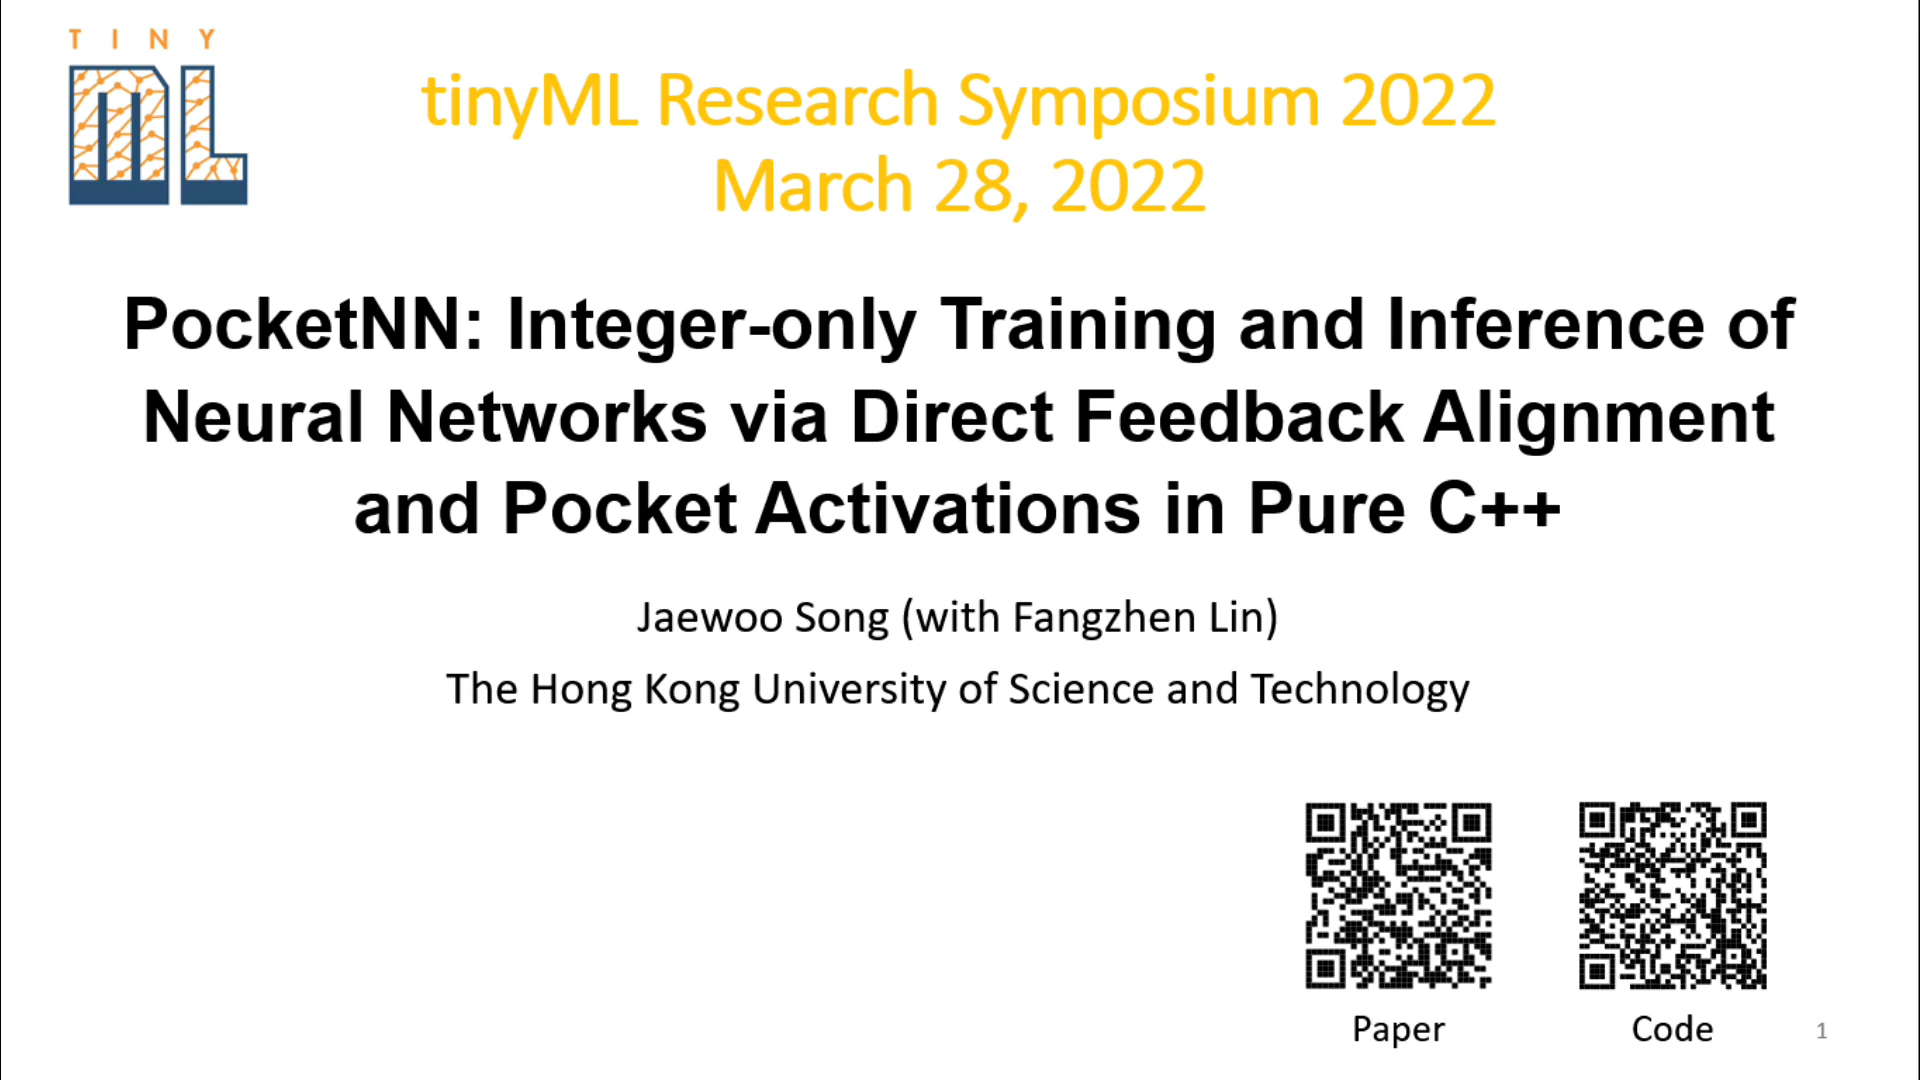 TINY
ML
tinyML Research Symposium 2022
March 28, 2022
PocketNN: Integer-only Training and Inference of
Neural Networks via Direct Feedback Alignment
and Pocket Activations in Pure C++
Jaewoo Song (with Fangzhen Lin)
The Hong Kong University of Science and Technology
Paper
Code
1